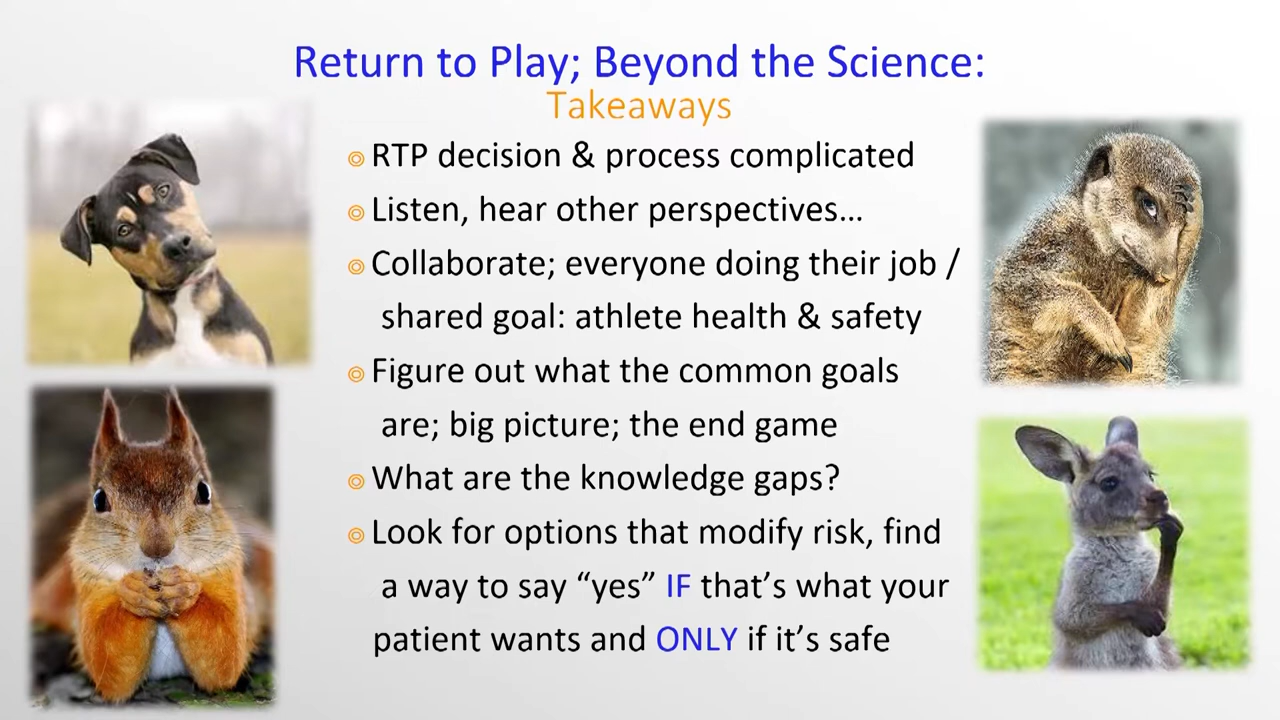 Return to Play; Beyond the Science:
Takeaways
RTP decision & process complicated
Listen, hear other perspectives…
Collaborate; everyone doing their job /
shared goal: athlete health & safety
Figure out what the common goals
are; big picture; the end game
What are the knowledge gaps?
Look for options that modify risk, find
a way to say “yes” IF that’s what your
patient wants and ONLY if it’s safe